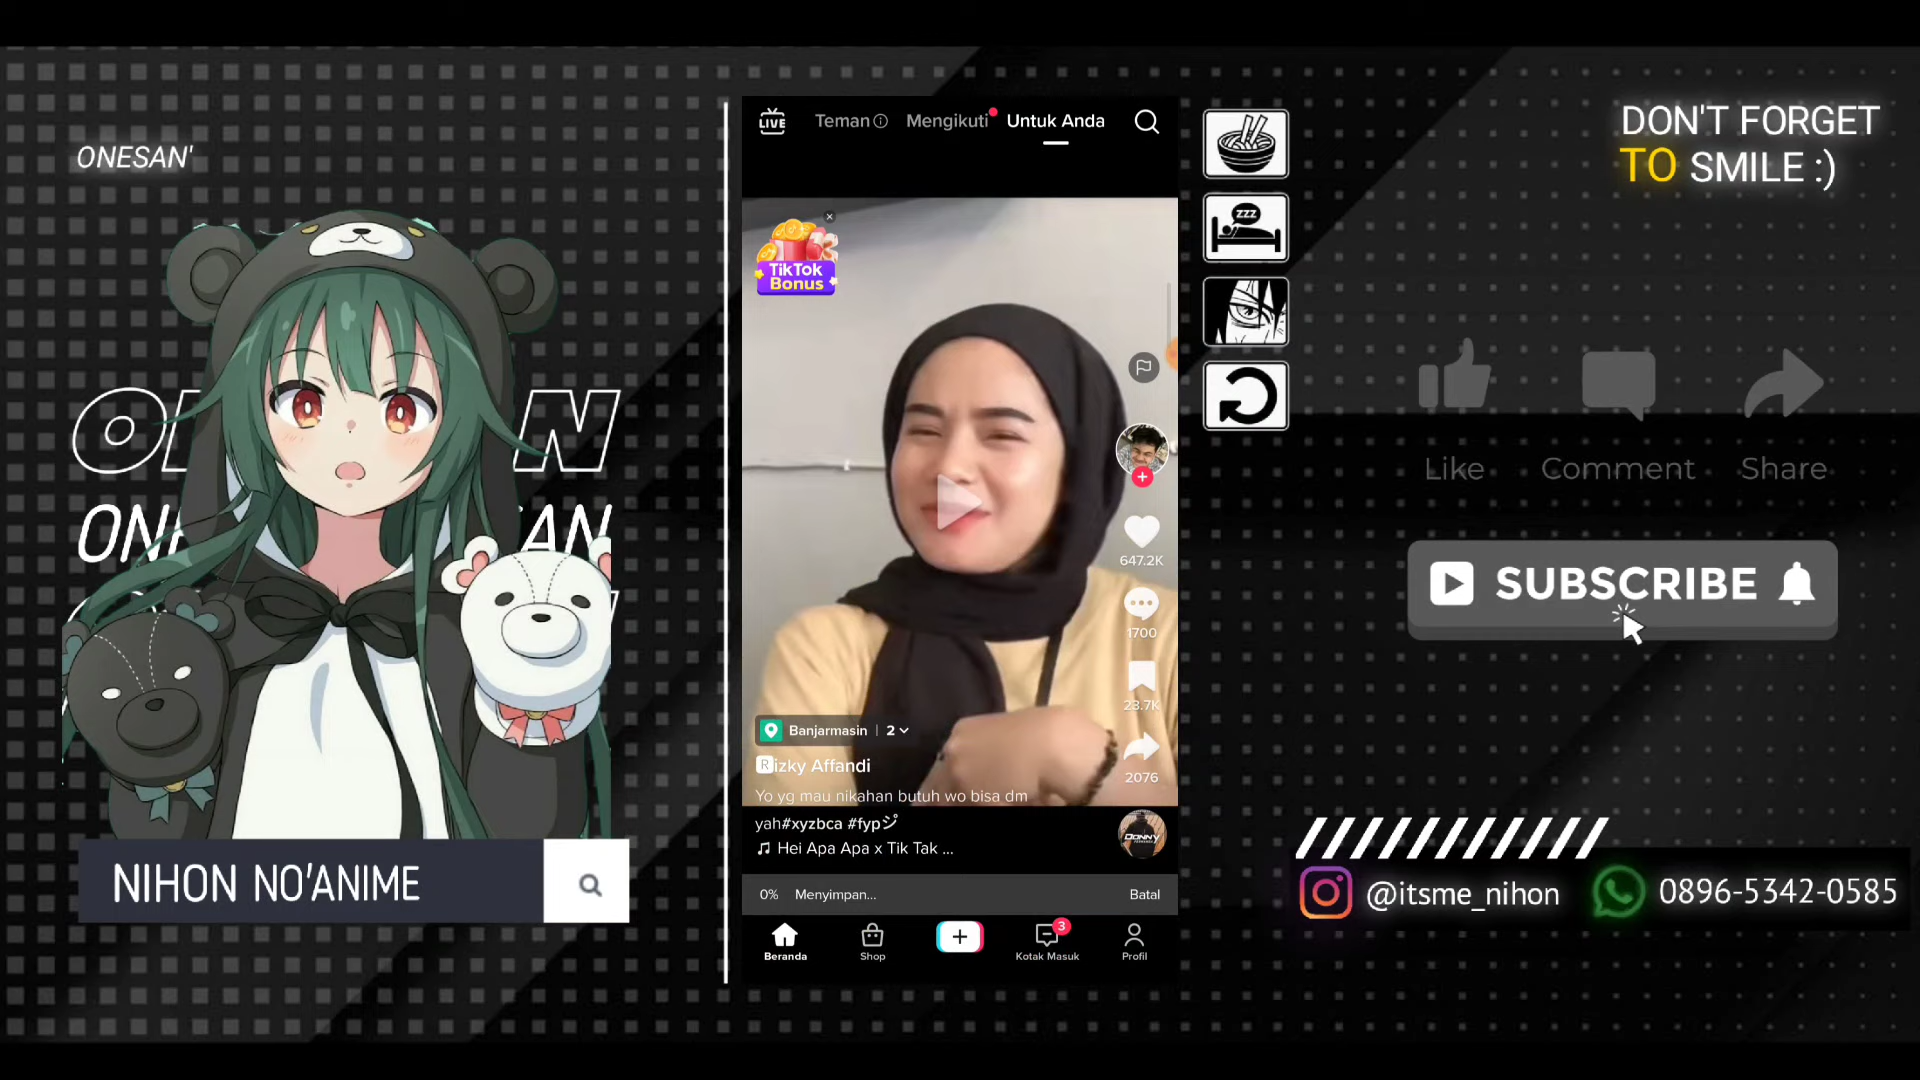 ONESAN'
NIHON NO'ANIME
LIVE
Teman
Mengikuti
Untuk Anda
TikTok
Bonus
647.2K
1700
23.7K
2076
Banjarmasin | 2
Rizky Affandi
Yo yg mau nikahan butuh wo bisa dm
yah#xyzbca #fypジ
Hei Apa Apa x Tik Tak ...
DONNY
0% Menyimpan... Batal
Beranda
Shop
3
Kotak Masuk
Profil
ZZZ
DON'T FORGET
TO SMILE :)
Like
Comment
Share
SUBSCRIBE
@itsme_nihon
0896-5342-0585